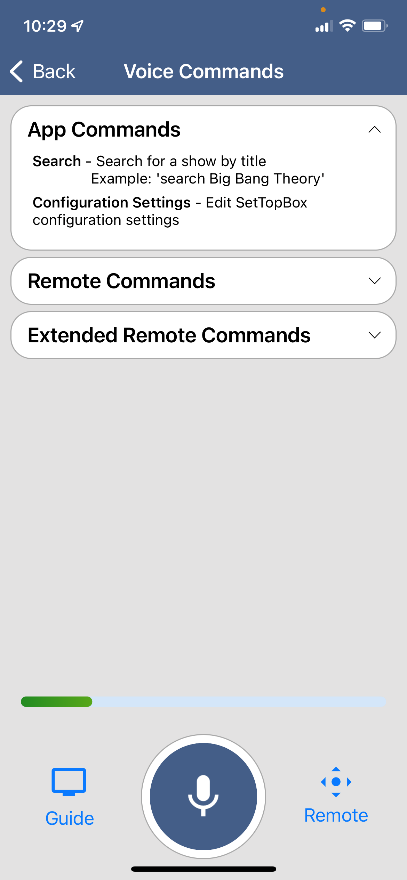 10:29
Back
Voice Commands
App Commands
Search - Search for a show by title
Example: 'search Big Bang Theory'
Configuration Settings - Edit SetTopBox
configuration settings
Remote Commands
Extended Remote Commands
Guide
Remote